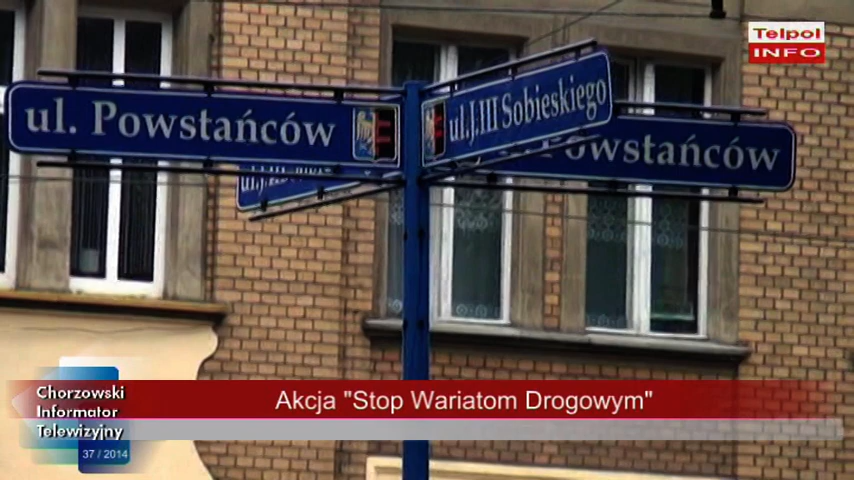 Telpol
INFO
ul. Powstańców
ul.J.III Sobieskiego
Powstańców
Chorzowski
Informator
Telewizyjny
37 / 2014
Akcja "Stop Wariatom Drogowym"